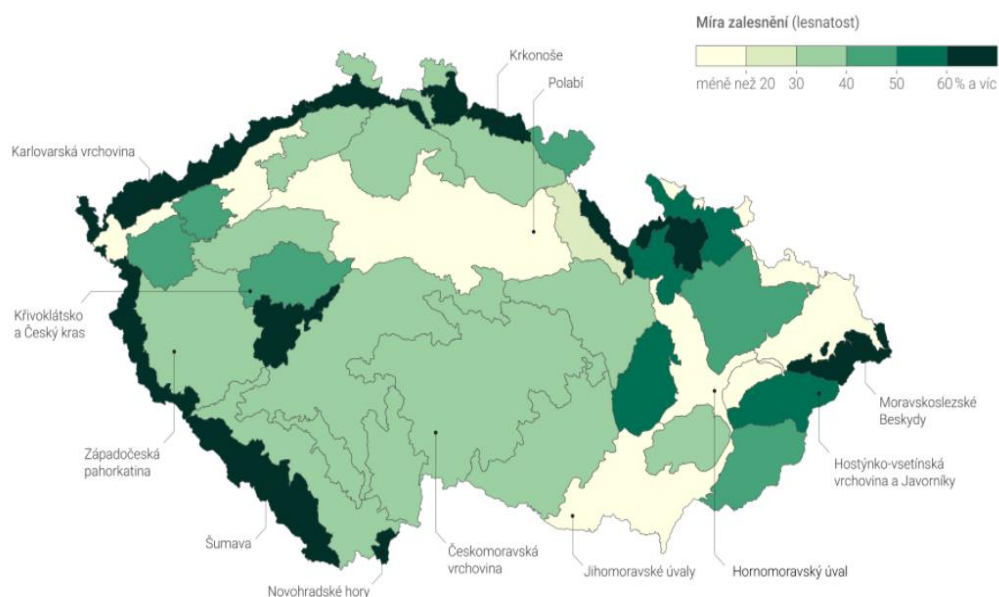 Míra zalesnění (lesnatost)
méně než 20 30 40 50 60 % a víc
Krkonoše
Polabí
Karlovarská vrchovina
Křivoklátsko
a Český kras
Západočeská
pahorkatina
Šumava
Novohradské hory
Českomoravská
vrchovina
Jihomoravské úvaly
Hornomoravský úval
Moravskoslezské
Beskydy
Hostýnko-vsetínská
vrchovina a Javorníky